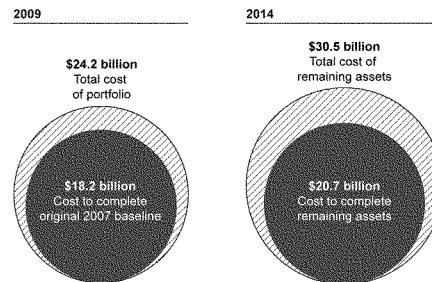 2009
$24.2 billion
Total cost
of portfolio
$18.2 billion
Cost to complete
original 2007 baseline
2014
$30.5 billion
Total cost of
remaining assets
$20.7 billion
Cost to complete
remaining assets